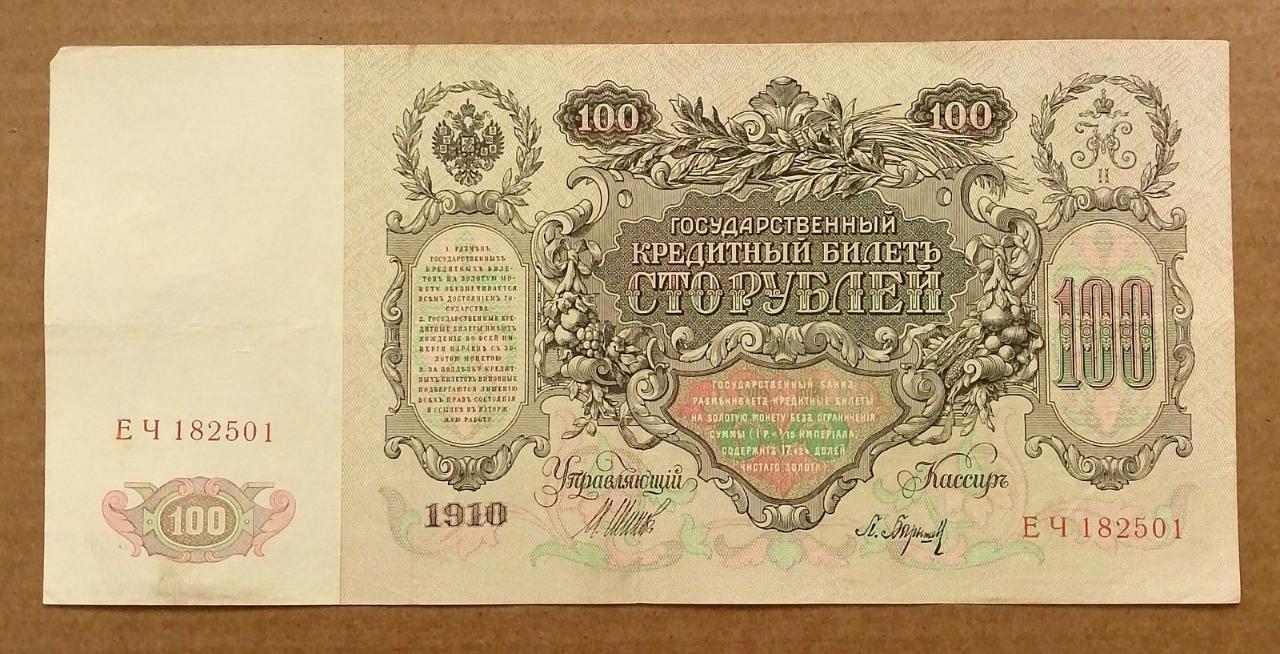 100
100
II
ГОСУДАРСТВЕННЫЙ
КРЕДИТНЫЙ БИЛЕТЪ
СТО РУБЛЕЙ
1. РАЗМѢНЪ
ГОСУДАРСТВЕННЫХЪ
КРЕДИТНЫХЪ БИЛЕ-
ТОВЪ НА ЗОЛОТУЮ МО-
НЕТУ ОБЕЗПЕЧИВАЕТСЯ
ВСѢМЪ ДОСТОЯНІЕМЪ ГО-
СУДАРСТВА.
2. ГОСУДАРСТВЕННЫЕ КРЕ-
ДИТНЫЕ БИЛЕТЫ ИМѢЮТЪ
ХОЖДЕНІЕ ВО ВСЕЙ ИМ-
ПЕРІИ НАРАВНѢ СЪ ЗО-
ЛОТОЮ МОНЕТОЮ.
3. ЗА ПОДДѢЛКУ КРЕДИТ-
НЫХЪ БИЛЕТОВЪ ВИНОВНЫЕ
ПОДВЕРГАЮТСЯ ЛИШЕНІЮ
ВСѢХЪ ПРАВЪ СОСТОЯНІЯ
И ССЫЛКѢ ВЪ КАТОРЖ-
НУЮ РАБОТУ.
100
ГОСУДАРСТВЕННЫЙ БАНКЪ
РАЗМѢНИВАЕТЪ КРЕДИТНЫЕ БИЛЕТЫ
НА ЗОЛОТУЮ МОНЕТУ БЕЗЪ ОГРАНИЧЕНІЯ
СУММЫ (1 Р. = 1/15 ИМПЕРІАЛА,
СОДЕРЖИТЪ 17,424 ДОЛЕЙ
ЧИСТАГО ЗОЛОТА)
ЕЧ 182501
Управляющій
Кассиръ
100
1910
ЕЧ 182501